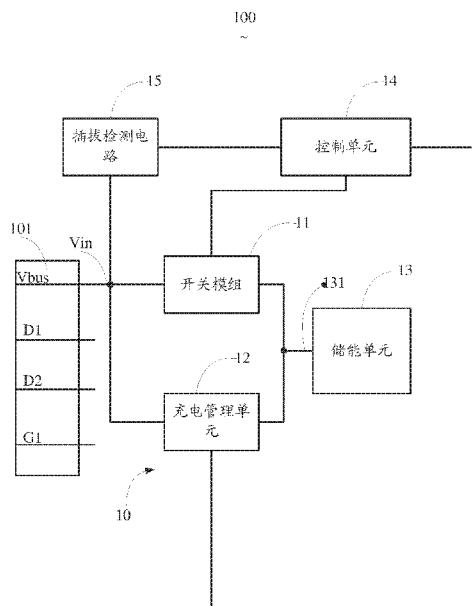 100
~
15
14
插拔检测电
路
控制单元
101
Vin
11
Vbus
开关模组
131
13
D1
储能单元
D2
12
充电管理单
元
G1
10